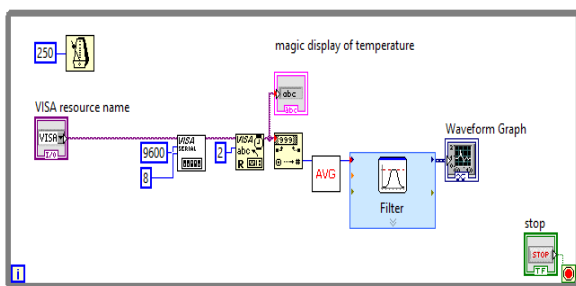 magic display of temperature
250
abc
abc
VISA resource name
VISA
I/O
VISA
SERIAL
9600
8
VISA
abc
R
2
999
#
AVG
Filter
Waveform Graph
stop
STOP
TF
i